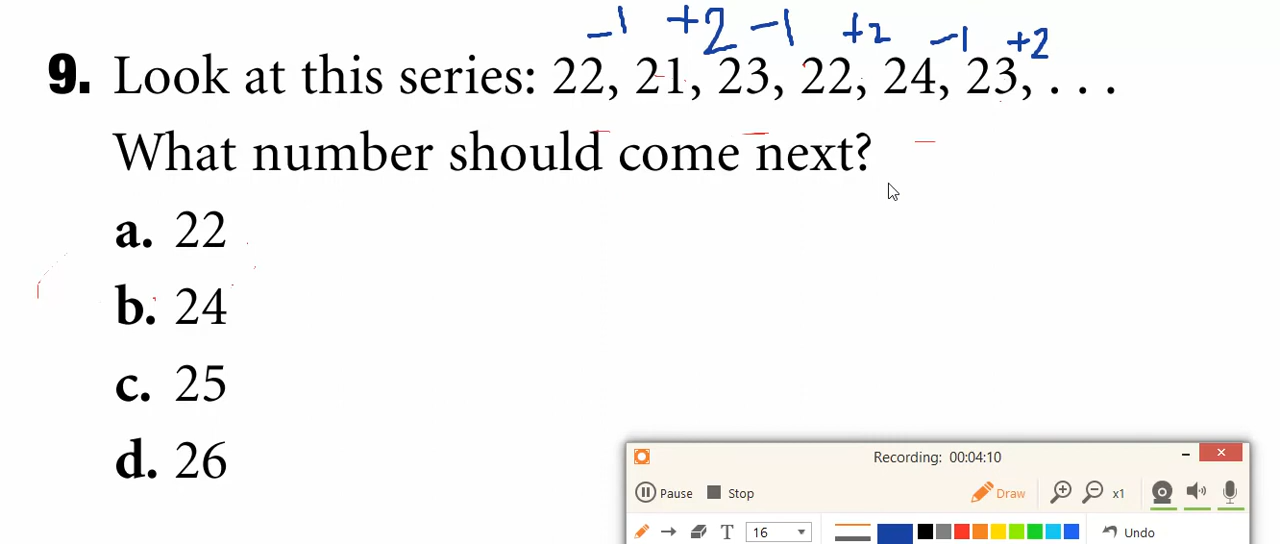 -1 +2 -1 +2 -1 +2
9. Look at this series: 22, 21, 23, 22, 24, 23, . . .
What number should come next?
a. 22
b. 24
c. 25
d. 26
Recording: 00:04:10
Pause Stop Draw x1
T 16 Undo